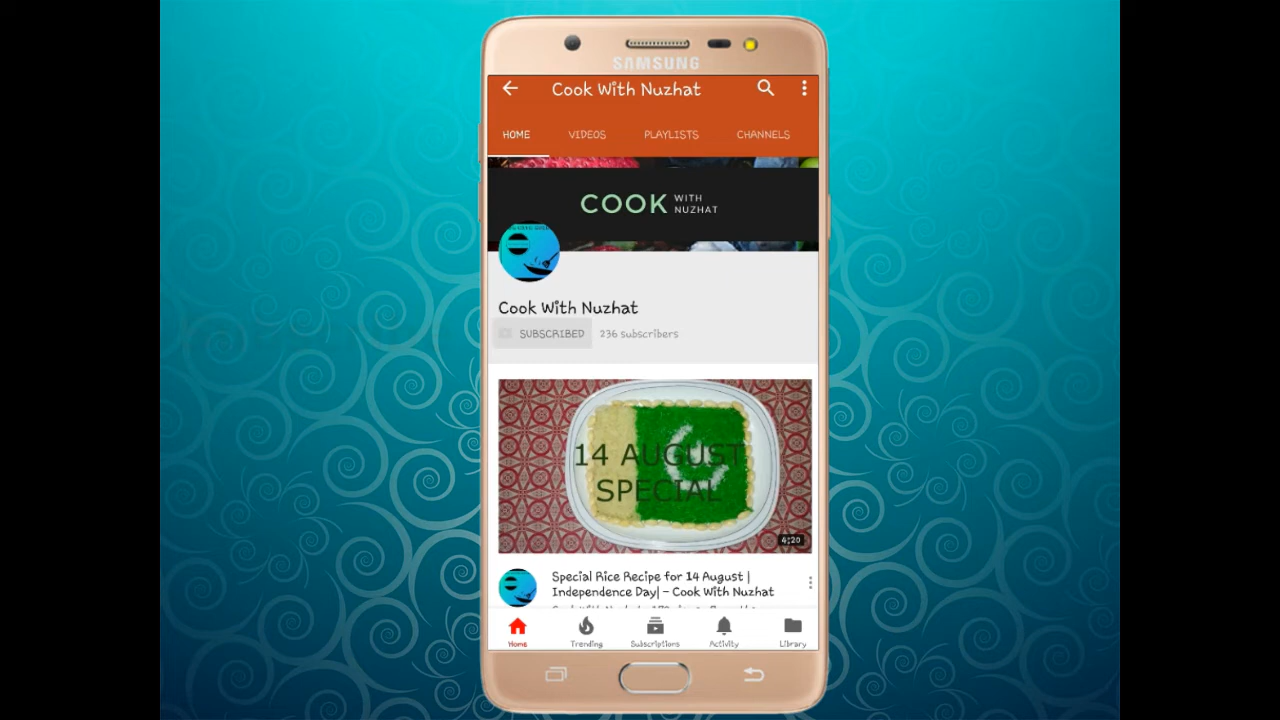 SAMSUNG
Cook With Nuzhat
HOME VIDEOS PLAYLISTS CHANNELS
COOK WITH
NUZHAT
Cook With Nuzhat
SUBSCRIBED 236 subscribers
14 AUGUST
SPECIAL
4:20
Special Rice Recipe for 14 August |
Independence Day| - Cook With Nuzhat
Home Trending Subscriptions Activity Library